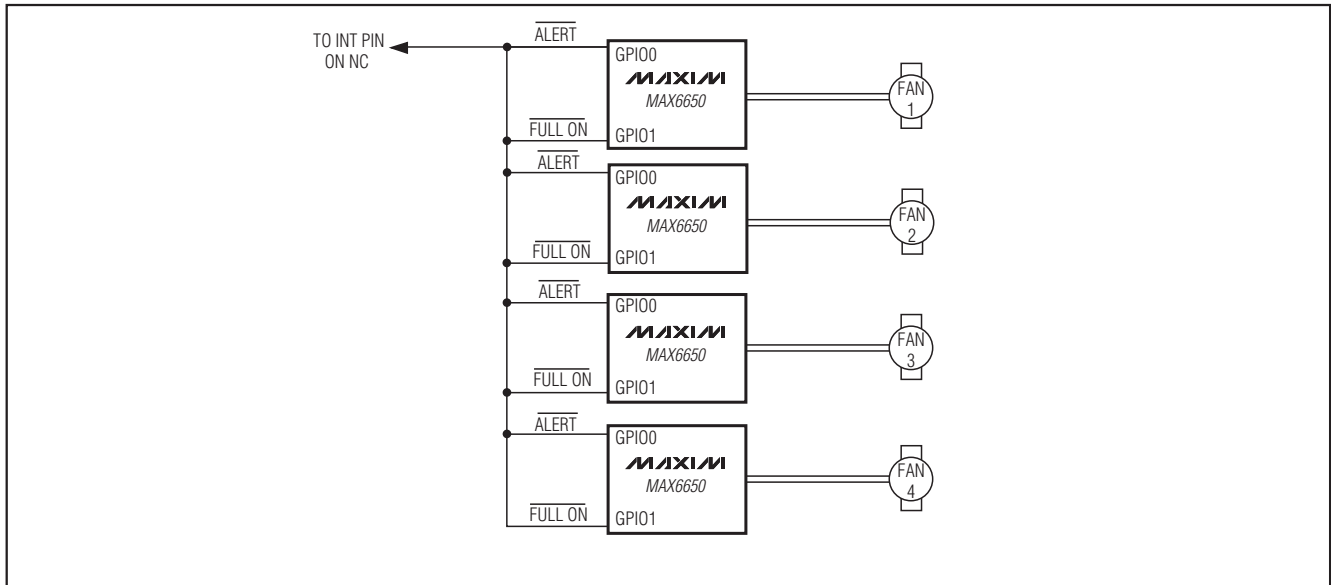 TO INT PIN
ON NC
ALERT
GPIO0
MAXIM
MAX6650
FULL ON
GPIO1
FAN
1
ALERT
GPIO0
MAXIM
MAX6650
FULL ON
GPIO1
FAN
2
ALERT
GPIO0
MAXIM
MAX6650
FULL ON
GPIO1
FAN
3
ALERT
GPIO0
MAXIM
MAX6650
FULL ON
GPIO1
FAN
4